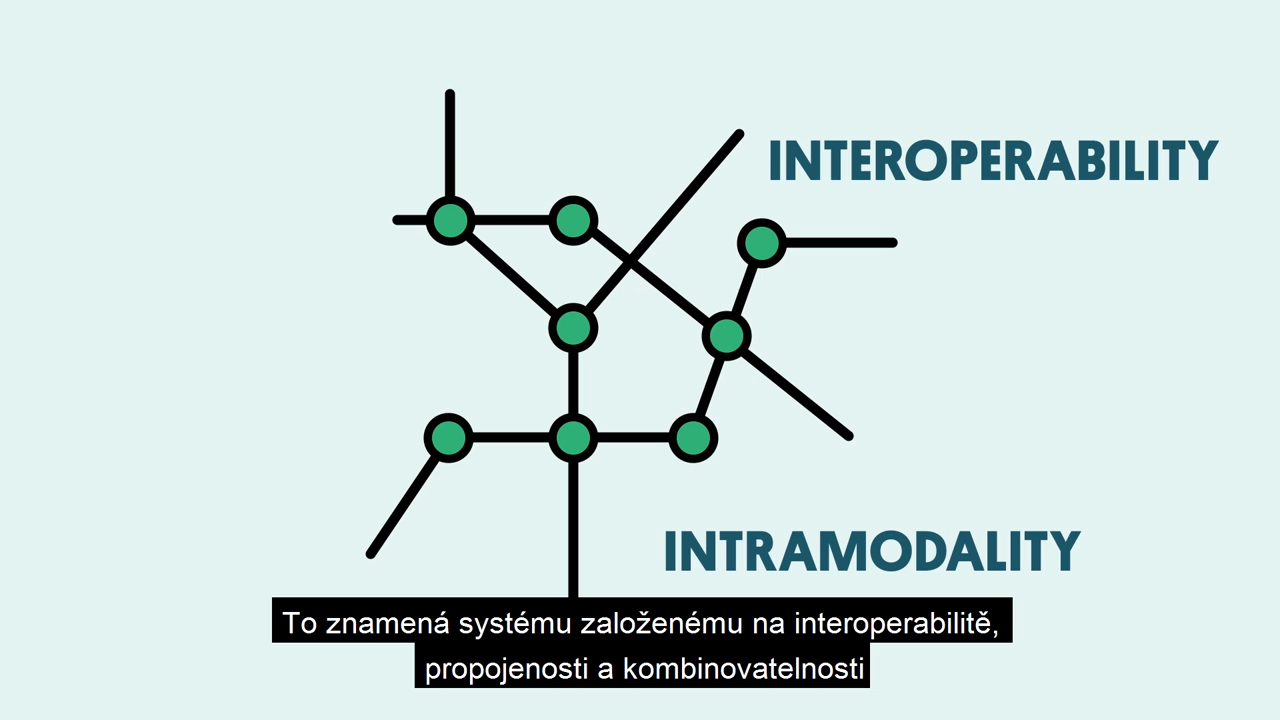 INTEROPERABILITY
INTRAMODALITY
To znamená systému založenému na interoperabilitě,
propojenosti a kombinovatelnosti